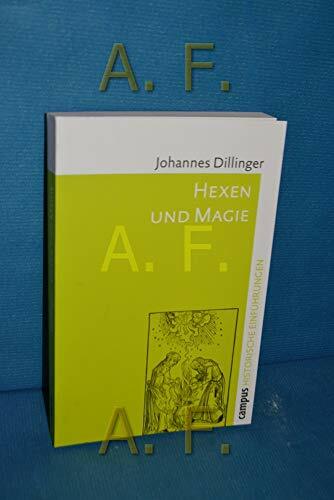 A. F.
Johannes Dillinger
HEXEN
UND MAGIE
A. F.
campus HISTORISCHE EINFÜHRUNGEN
A. F.